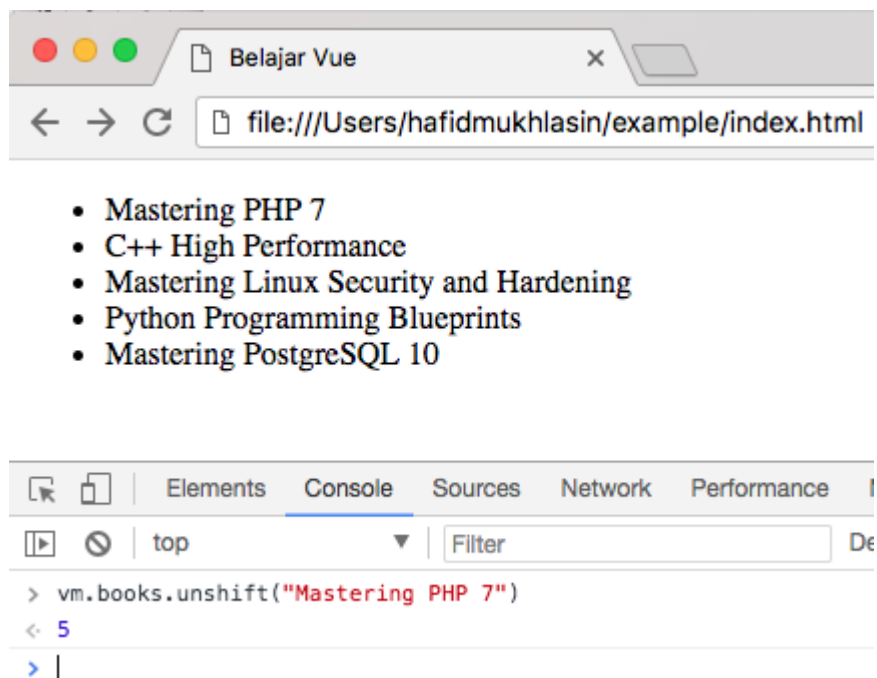 Belajar Vue
file:///Users/hafidmukhlasin/example/index.html
• Mastering PHP 7
• C++ High Performance
• Mastering Linux Security and Hardening
• Python Programming Blueprints
• Mastering PostgreSQL 10
Elements Console Sources Network Performance
top Filter De
> vm.books.unshift("Mastering PHP 7")
5
>